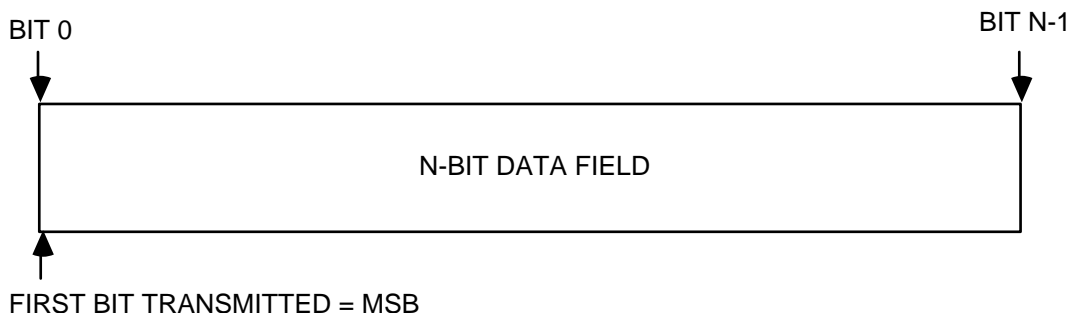 BIT 0
BIT N-1
N-BIT DATA FIELD
FIRST BIT TRANSMITTED = MSB